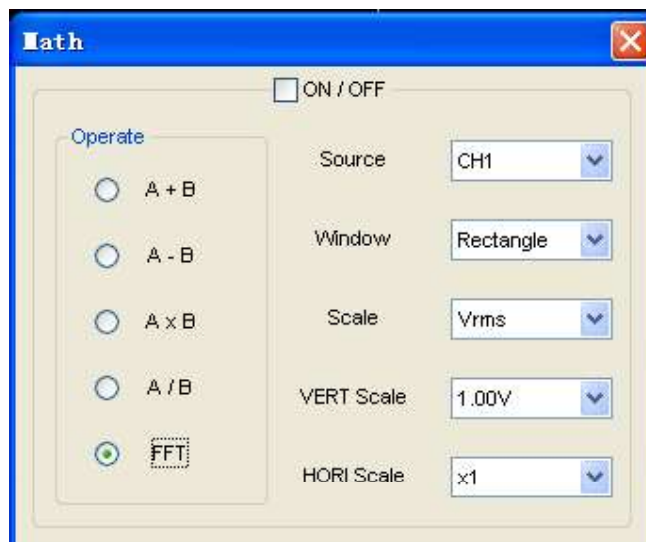 Math
ON / OFF
Operate
A + B
A - B
A x B
A / B
FFT
Source
CH1
Window
Rectangle
Scale
Vrms
VERT Scale
1.00V
HORI Scale
x1